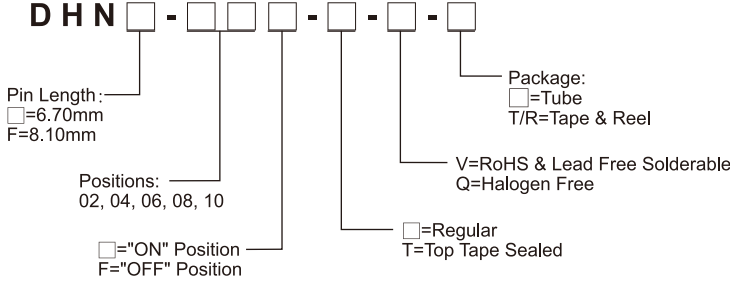 DHN□-□□□-□-□-□
Pin Length:
□=6.70mm
F=8.10mm
Positions:
02, 04, 06, 08, 10
□="ON" Position
F="OFF" Position
□=Regular
T=Top Tape Sealed
V=RoHS & Lead Free Solderable
Q=Halogen Free
Package:
□=Tube
T/R=Tape & Reel